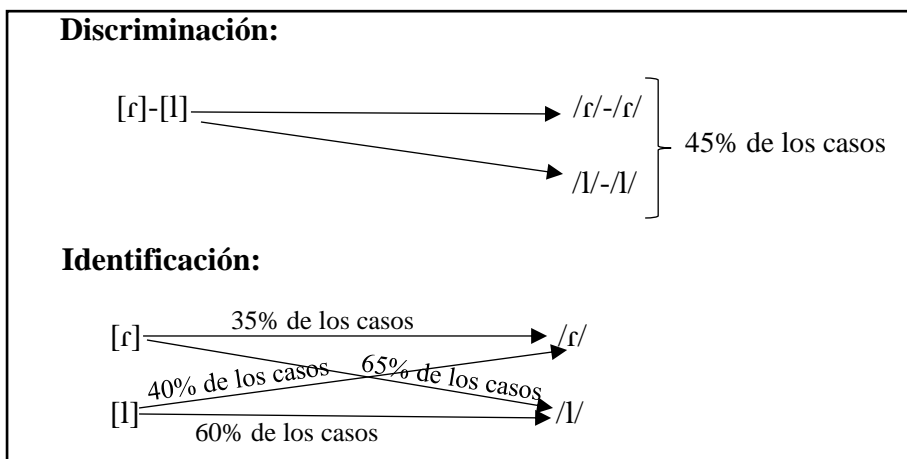 Discriminación:
[ɾ]-[l] /ɾ/-/ɾ/
45% de los casos
/l/-/l/
Identificación:
35% de los casos
[ɾ] /ɾ/
40% de los casos 65% de los casos
[l] /l/
60% de los casos